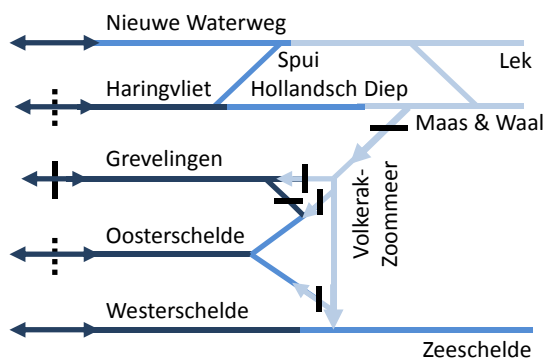 Nieuwe Waterweg
Spui
Lek
Haringvliet
Hollandsch Diep
Maas & Waal
Grevelingen
Volkerak-
Zoommeer
Oosterschelde
Westerschelde
Zeeschelde